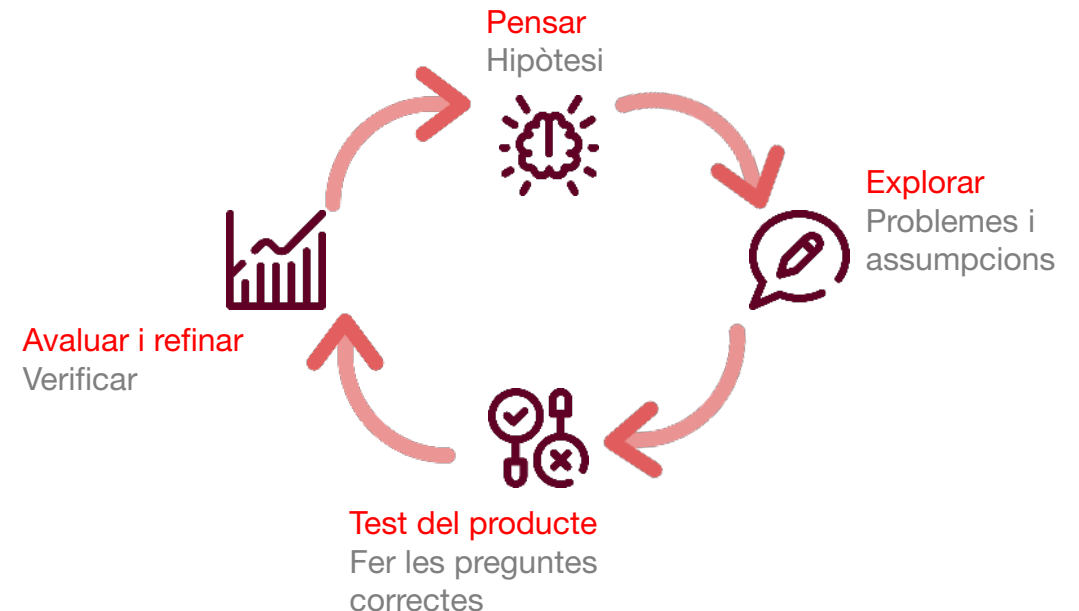 Pensar
Hipòtesi
Explorar
Problemes i
assumpcions
Avaluar i refinar
Verificar
Test del producte
Fer les preguntes
correctes